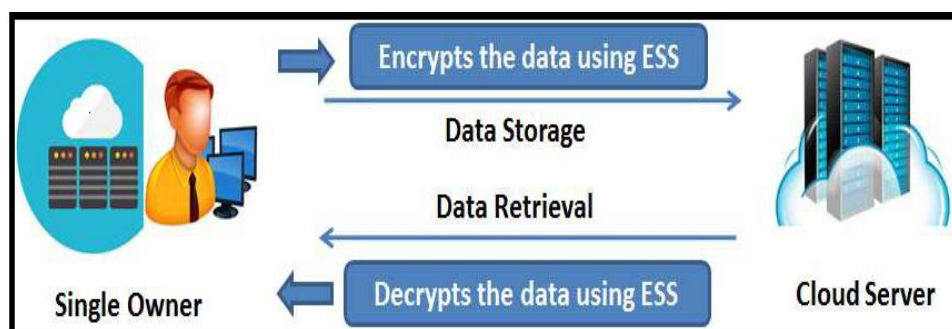 Encrypts the data using ESS
Data Storage
Data Retrieval
Decrypts the data using ESS
Single Owner
Cloud Server